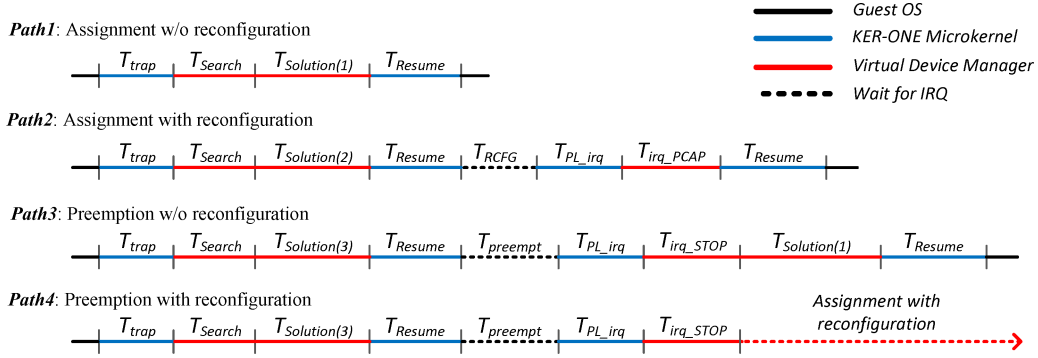 Guest OS
Path1: Assignment w/o reconfiguration
KER-ONE Microkernel
Ttrap TSearch TSolution(1) TResume
Virtual Device Manager
Wait for IRQ
Path2: Assignment with reconfiguration
Ttrap TSearch TSolution(2) TResume TRCFG TPL_irq Tirq_PCAP TResume
Path3: Preemption w/o reconfiguration
Ttrap TSearch TSolution(3) TResume Tpreempt TPL_irq Tirq_STOP TSolution(1) TResume
Path4: Preemption with reconfiguration
Assignment with
reconfiguration
Ttrap TSearch TSolution(3) TResume Tpreempt TPL_irq Tirq_STOP